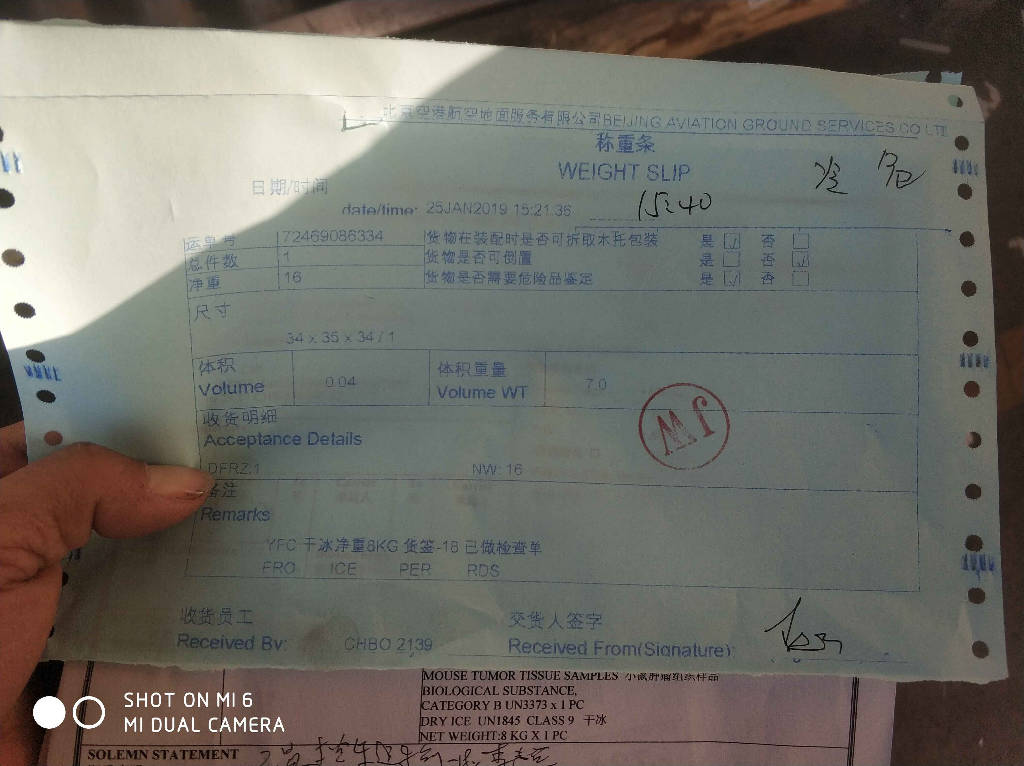 北京空港航空地面服务有限公司BEIJING AVIATION GROUND SERVICES CO LTD
称重条
WEIGHT SLIP
日期/时间
date/time: 25JAN2019 15:21:36 15:40
运单号 72469086334 货物在装配时是否可拆取木托包装 是 否
总件数 1 货物是否可倒置 是 否
净重 16 货物是否需要危险品鉴定 是 否
尺寸
34 x 35 x 34 / 1
体积 Volume 0.04 体积重量 Volume WT 7.0
收货明细
Acceptance Details
JW
DFRZ:1 NW: 16
备注
Remarks
YFC 干冰净重8KG 货签-18 已做检查单
FRO ICE PER RDS
收货员工 交货人签字
Received By: CHBO 2139 Received From(Signature):
MOUSE TUMOR TISSUE SAMPLES 小鼠肿瘤组织样品
BIOLOGICAL SUBSTANCE,
CATEGORY B UN3373 x 1 PC
DRY ICE UN1845 CLASS 9 干冰
NET WEIGHT:8 KG X 1 PC
SOLEMN STATEMENT
SHOT ON MI 6
MI DUAL CAMERA